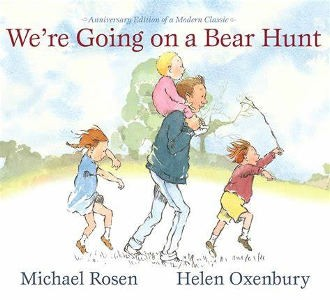 Anniversary Edition of a Modern Classic
We're Going on a Bear Hunt
Michael Rosen Helen Oxenbury